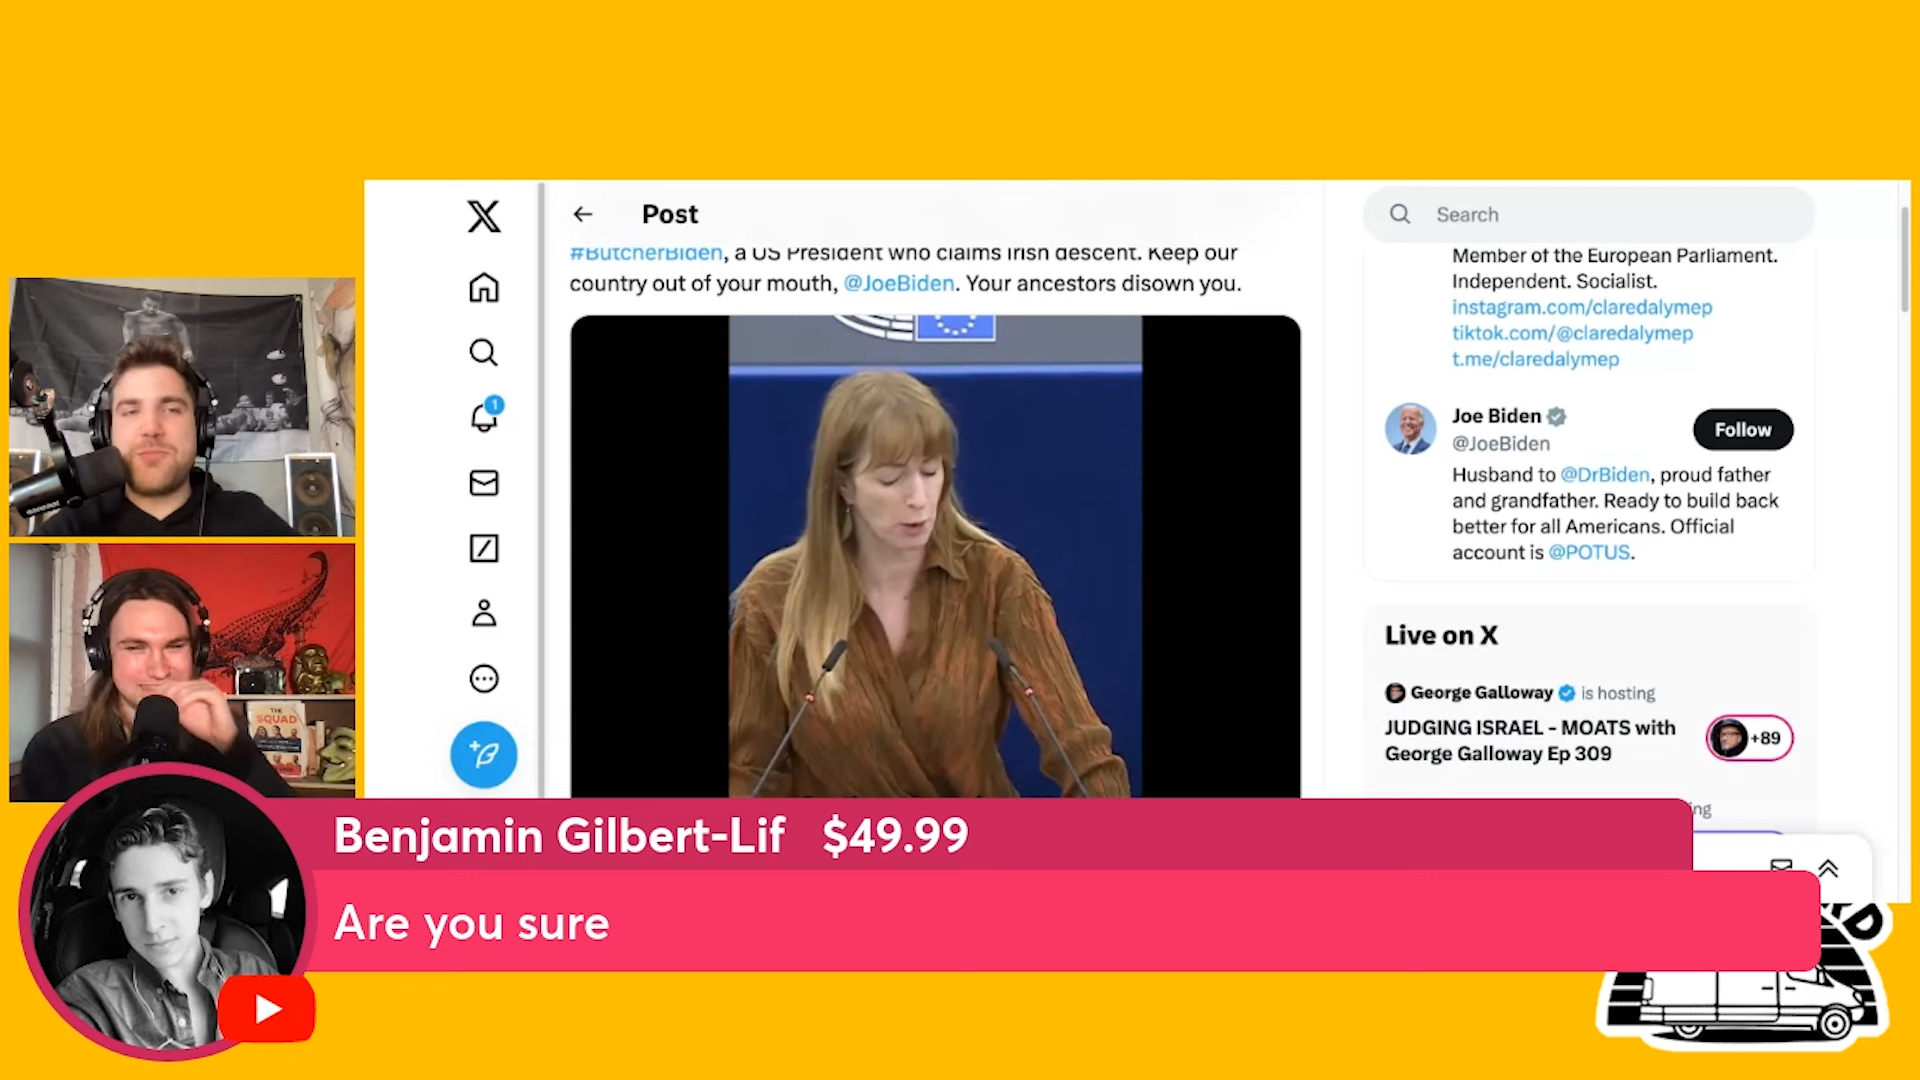 Post
#ButcherBiden, a US President who claims Irish descent. Keep our
country out of your mouth, @JoeBiden. Your ancestors disown you.
1
Search
Member of the European Parliament.
Independent. Socialist.
instagram.com/claredalymep
tiktok.com/@claredalymep
t.me/claredalymep
Joe Biden
@JoeBiden
Follow
Husband to @DrBiden, proud father
and grandfather. Ready to build back
better for all Americans. Official
account is @POTUS.
Live on X
George Galloway is hosting
JUDGING ISRAEL - MOATS with
George Galloway Ep 309
+89
THE
SQUAD
Benjamin Gilbert-Lif $49.99
Are you sure